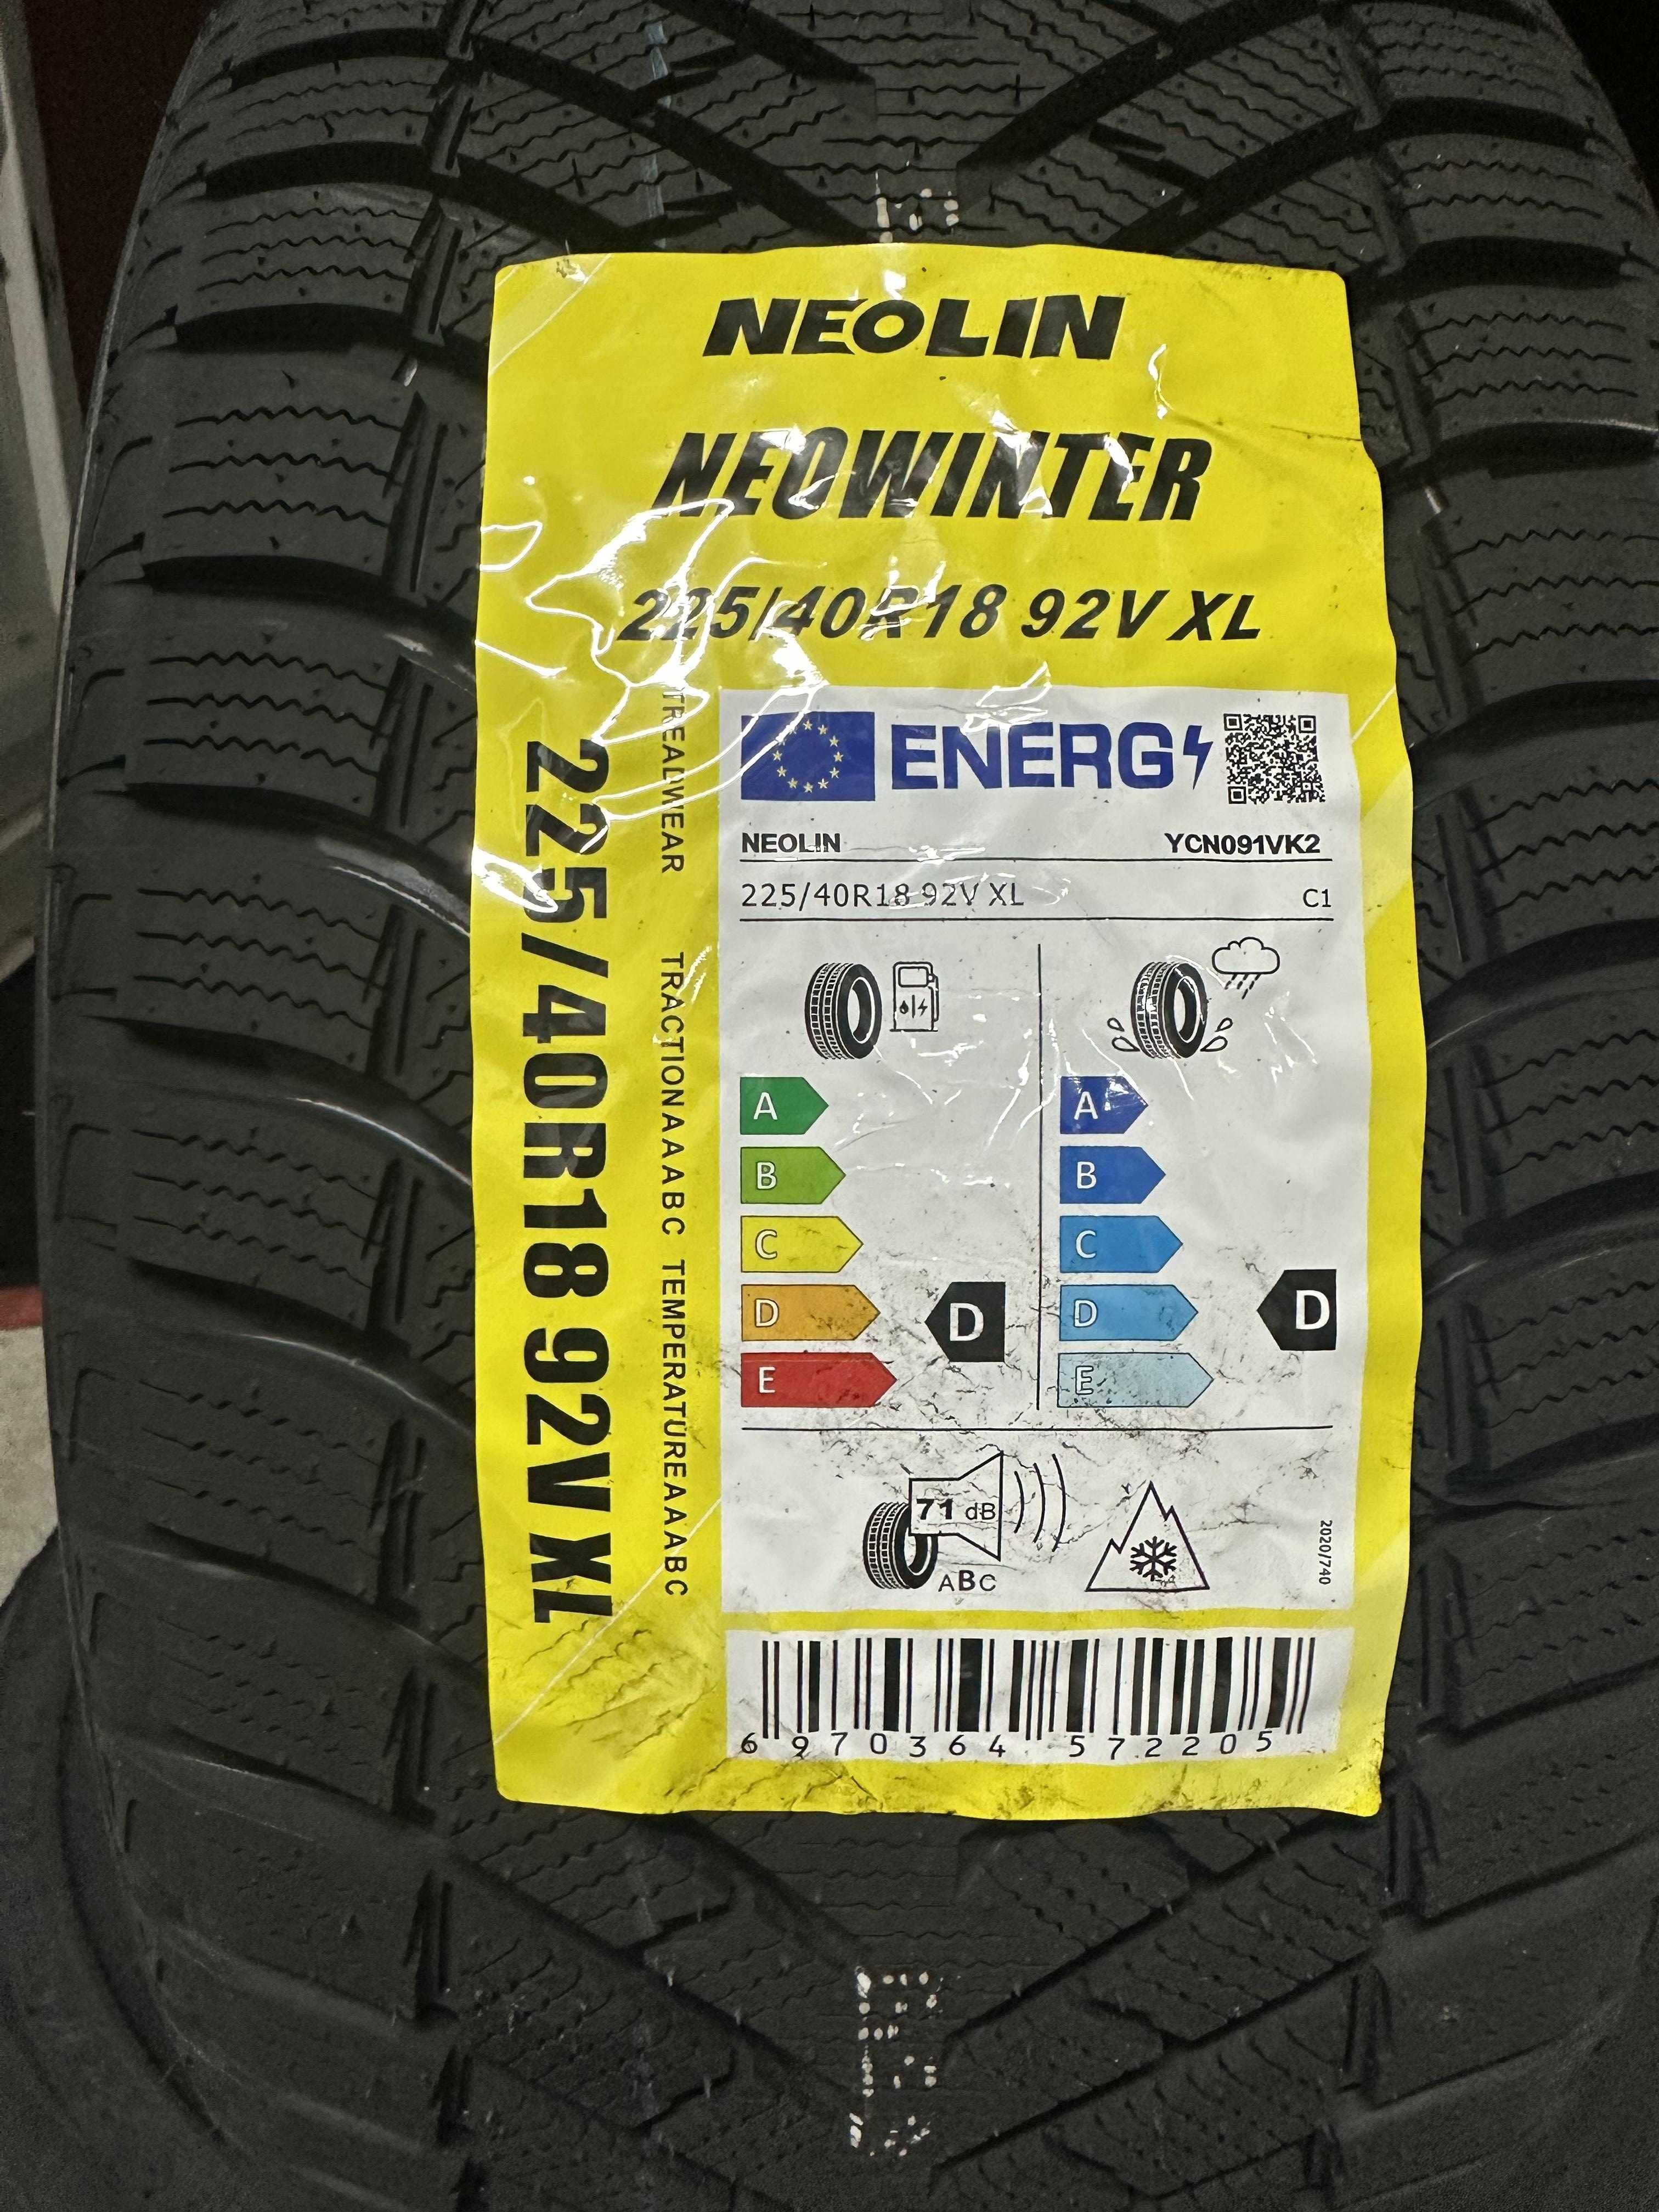 NEOLIN
NEOWINTER
225/40R18 92V XL
225/40R18 92V XL
TREADWEAR TRACTION A AA B C TEMPERATURE A AA B C
ENERG
NEOLIN YCN091VK2
225/40R18 92V XL C1
A A
B B
C C
D D D D
E E
71 dB
ABC
2020/740
6 970364 572205